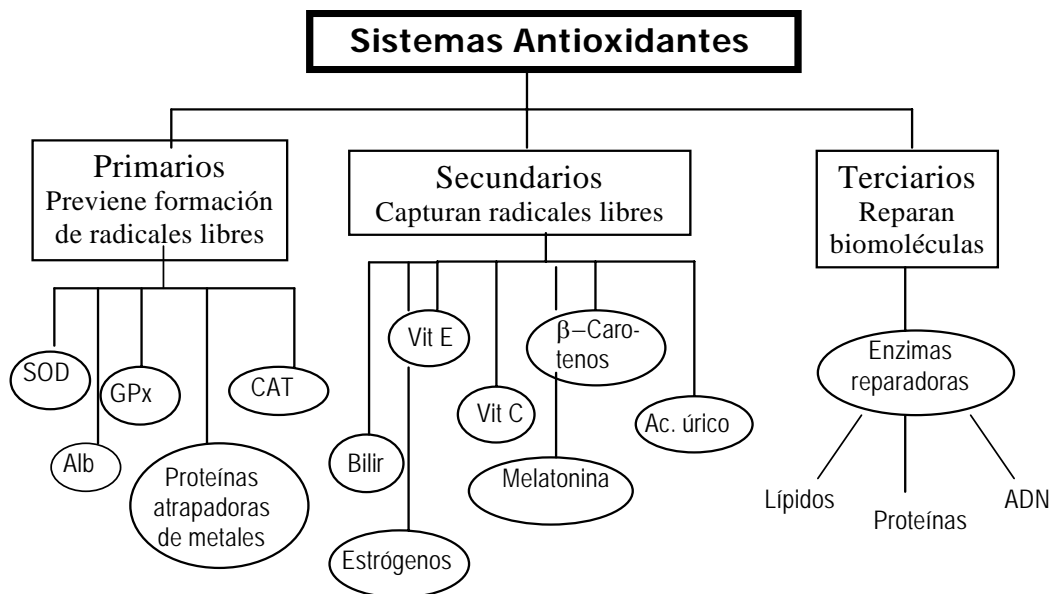 Sistemas Antioxidantes
Primarios
Previene formación
de radicales libres
Secundarios
Capturan radicales libres
Terciarios
Reparan
biomoléculas
SOD
Alb
GPx
Proteínas
atrapadoras
de metales
CAT
Bilir
Vit E
Estrógenos
Vit C
β–Caro-
tenos
Melatonina
Ac. úrico
Enzimas
reparadoras
Lípidos
Proteínas
ADN